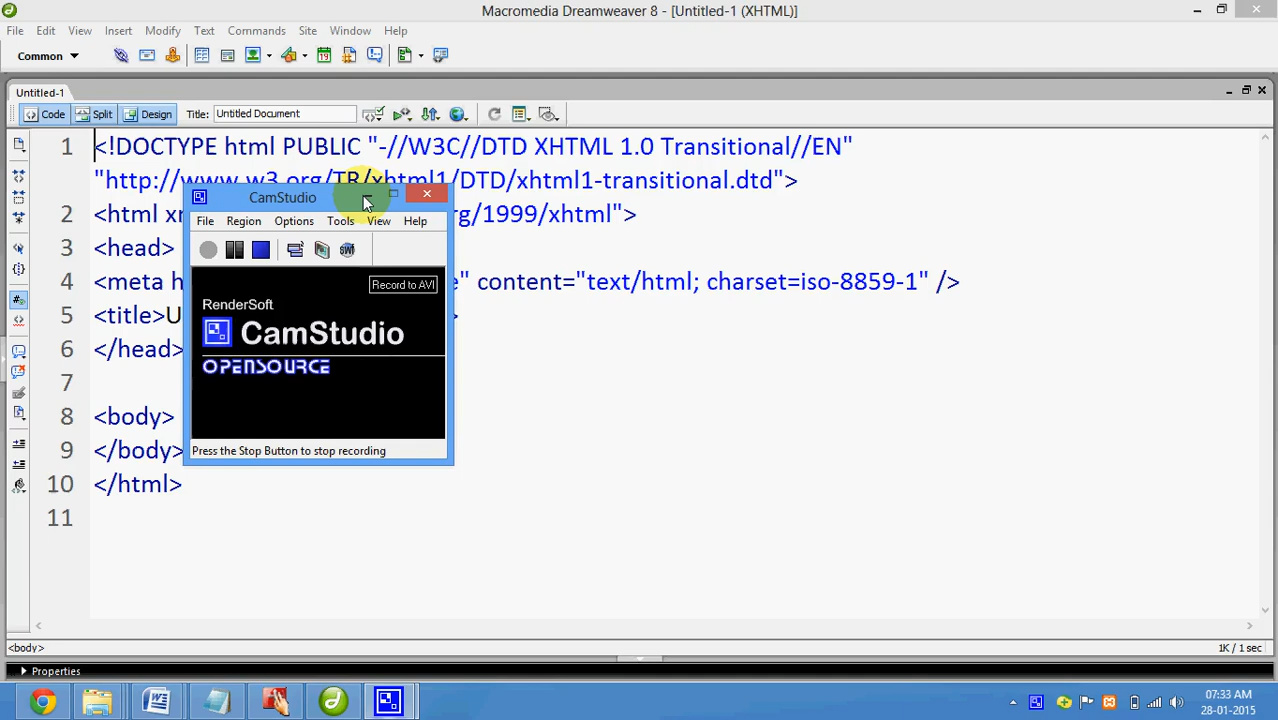 Macromedia Dreamweaver 8 - [Untitled-1 (XHTML)]
File Edit View Insert Modify Text Commands Site Window Help
Common
Untitled-1
Code Split Design Title: Untitled Document
1 <!DOCTYPE html PUBLIC "-//W3C//DTD XHTML 1.0 Transitional//EN"
"http://www.w3.org/TR/xhtml1/DTD/xhtml1-transitional.dtd">
2 <html rg/1999/xhtml">
3 <head>
4 <meta content="text/html; charset=iso-8859-1" />
5 <title>U >
6 </head>
7
8 <body>
9 </body>
10 </html>
11
CamStudio
File Region Options Tools View Help
Record to AVI
RenderSoft
CamStudio
OPENSOURCE
Press the Stop Button to stop recording
<body> 1K / 1 sec
Properties
07:33 AM
28-01-2015